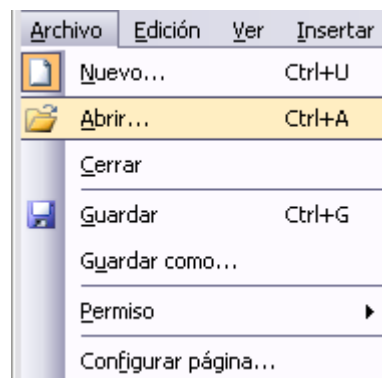 Archivo Edición Ver Insertar
Nuevo... Ctrl+U
Abrir... Ctrl+A
Cerrar
Guardar Ctrl+G
Guardar como...
Permiso
Configurar página...